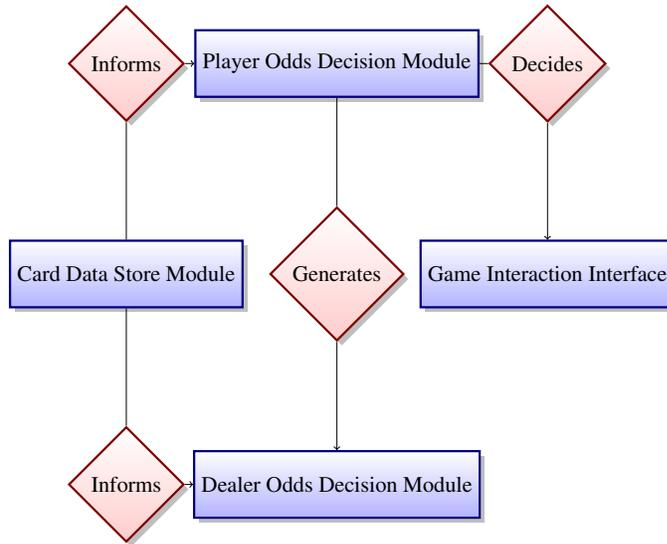 Informs
Player Odds Decision Module
Decides
Card Data Store Module
Generates
Game Interaction Interface
Informs
Dealer Odds Decision Module